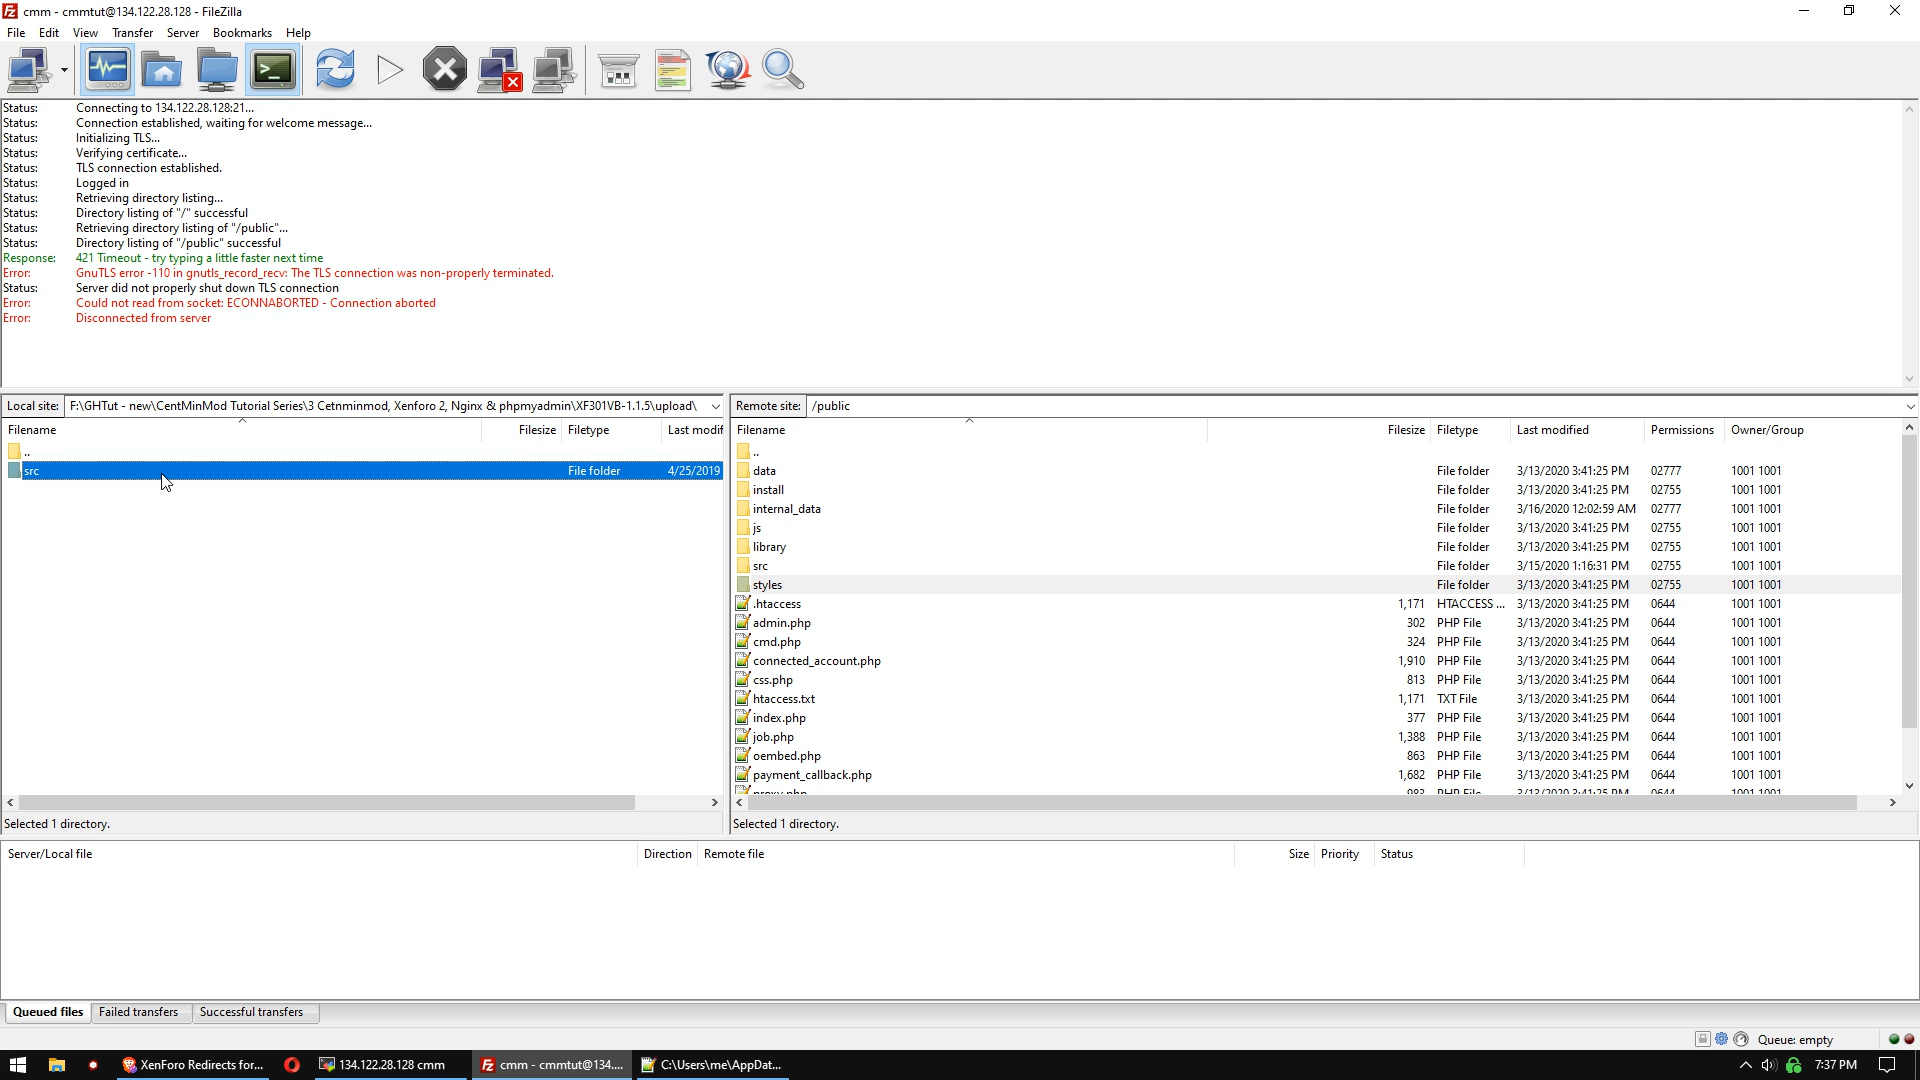 cmm - cmmtut@134.122.28.128 - FileZilla
File Edit View Transfer Server Bookmarks Help
Status: Connecting to 134.122.28.128:21...
Status: Connection established, waiting for welcome message...
Status: Initializing TLS...
Status: Verifying certificate...
Status: TLS connection established.
Status: Logged in
Status: Retrieving directory listing...
Status: Directory listing of "/" successful
Status: Retrieving directory listing of "/public"...
Status: Directory listing of "/public" successful
Response: 421 Timeout - try typing a little faster next time
Error: GnuTLS error -110 in gnutls_record_recv: The TLS connection was non-properly terminated.
Status: Server did not properly shut down TLS connection
Error: Could not read from socket: ECONNABORTED - Connection aborted
Error: Disconnected from server
Local site: F:\GHTut - new\CentMinMod Tutorial Series\3 Cetnminmod, Xenforo 2, Nginx & phpmyadmin\XF301VB-1.1.5\upload\
Filename Filesize Filetype Last modif
..
src File folder 4/25/2019
Selected 1 directory.
Remote site: /public
Filename Filesize Filetype Last modified Permissions Owner/Group
..
data File folder 3/13/2020 3:41:25 PM 02777 1001 1001
install File folder 3/13/2020 3:41:25 PM 02755 1001 1001
internal_data File folder 3/16/2020 12:02:59 AM 02777 1001 1001
js File folder 3/13/2020 3:41:25 PM 02755 1001 1001
library File folder 3/13/2020 3:41:25 PM 02755 1001 1001
src File folder 3/15/2020 1:16:31 PM 02755 1001 1001
styles File folder 3/13/2020 3:41:25 PM 02755 1001 1001
.htaccess 1,171 HTACCESS ... 3/13/2020 3:41:25 PM 0644 1001 1001
admin.php 302 PHP File 3/13/2020 3:41:25 PM 0644 1001 1001
cmd.php 324 PHP File 3/13/2020 3:41:25 PM 0644 1001 1001
connected_account.php 1,910 PHP File 3/13/2020 3:41:25 PM 0644 1001 1001
css.php 813 PHP File 3/13/2020 3:41:25 PM 0644 1001 1001
htaccess.txt 1,171 TXT File 3/13/2020 3:41:25 PM 0644 1001 1001
index.php 377 PHP File 3/13/2020 3:41:25 PM 0644 1001 1001
job.php 1,388 PHP File 3/13/2020 3:41:25 PM 0644 1001 1001
oembed.php 863 PHP File 3/13/2020 3:41:25 PM 0644 1001 1001
payment_callback.php 1,682 PHP File 3/13/2020 3:41:25 PM 0644 1001 1001
Selected 1 directory.
Server/Local file Direction Remote file Size Priority Status
Queued files Failed transfers Successful transfers
Queue: empty
XenForo Redirects for... 134.122.28.128 cmm cmm - cmmtut@134.... C:\Users\me\AppDat... 7:37 PM